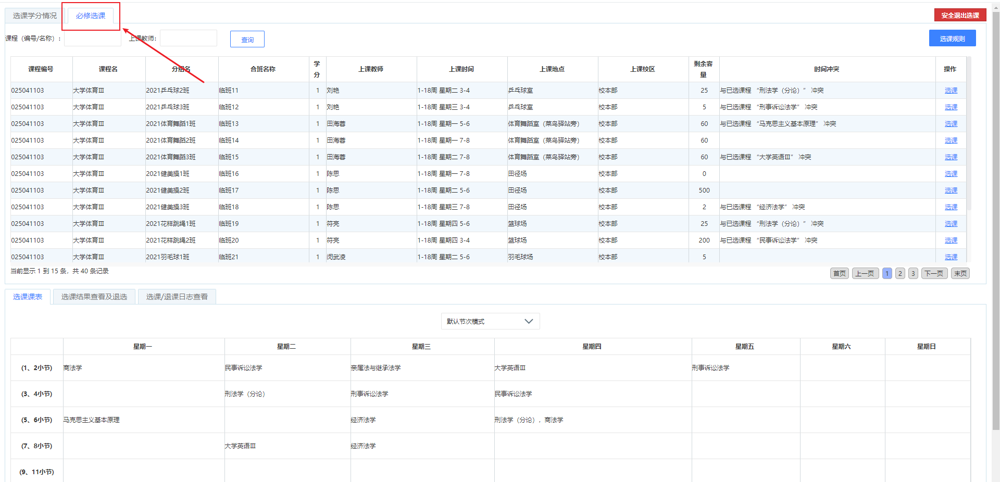 选课学分情况 必修选课 安全退出选课
课程（编号/名称）： 上课教师： 查询 选课规则
课程编号 课程名 分组名 合班名称 学分 上课教师 上课时间 上课地点 上课校区 剩余容量 时间冲突 操作
025041103 大学体育III 2021乒乓球2班 临班11 1 刘艳 1-18周 星期二 3-4 乒乓球室 校本部 25 与已选课程 “刑法学（分论）” 冲突 选课
025041103 大学体育III 2021乒乓球3班 临班12 1 刘艳 1-18周 星期三 3-4 乒乓球室 校本部 5 与已选课程 “刑事诉讼法学” 冲突 选课
025041103 大学体育III 2021体育舞蹈1班 临班13 1 田海蓉 1-18周 星期一 5-6 体育舞蹈室（菜鸟驿站旁） 校本部 60 与已选课程 “马克思主义基本原理” 冲突 选课
025041103 大学体育III 2021体育舞蹈2班 临班14 1 田海蓉 1-18周 星期一 7-8 体育舞蹈室（菜鸟驿站旁） 校本部 60 选课
025041103 大学体育III 2021体育舞蹈3班 临班15 1 田海蓉 1-18周 星期二 7-8 体育舞蹈室（菜鸟驿站旁） 校本部 60 与已选课程 “大学英语III” 冲突 选课
025041103 大学体育III 2021健美操1班 临班16 1 陈思 1-18周 星期一 7-8 田径场 校本部 0 选课
025041103 大学体育III 2021健美操2班 临班17 1 陈思 1-18周 星期二 5-6 田径场 校本部 500 选课
025041103 大学体育III 2021健美操3班 临班18 1 陈思 1-18周 星期三 7-8 田径场 校本部 2 与已选课程 “经济法学” 冲突 选课
025041103 大学体育III 2021花样跳绳1班 临班19 1 符亮 1-18周 星期四 5-6 篮球场 校本部 25 与已选课程 “刑法学（分论）” 冲突 选课
025041103 大学体育III 2021花样跳绳2班 临班20 1 符亮 1-18周 星期四 3-4 篮球场 校本部 200 与已选课程 “民事诉讼法学” 冲突 选课
025041103 大学体育III 2021羽毛球1班 临班21 1 闵武凌 1-18周 星期二 5-6 羽毛球场 校本部 5 选课
当前显示 1 到 15 条，共 40 条记录 首页 上一页 1 2 3 下一页 末页
选课课表 选课结果查看及退选 选课/退课日志查看
默认节次模式
星期一 星期二 星期三 星期四 星期五 星期六 星期日
(1、2小节) 商法学 民事诉讼法学 亲属法与继承法学 大学英语III 刑事诉讼法学
(3、4小节) 刑法学（分论） 刑事诉讼法学 民事诉讼法学
(5、6小节) 马克思主义基本原理 经济法学 刑法学（分论），商法学
(7、8小节) 大学英语III 经济法学
(9、11小节)